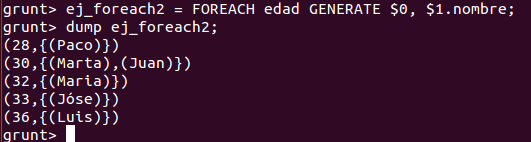 grunt> ej_foreach2 = FOREACH edad GENERATE $0, $1.nombre;
grunt> dump ej_foreach2;
(28,{(Paco)})
(30,{(Marta),(Juan)})
(32,{(Maria)})
(33,{(Jóse)})
(36,{(Luis)})
grunt>